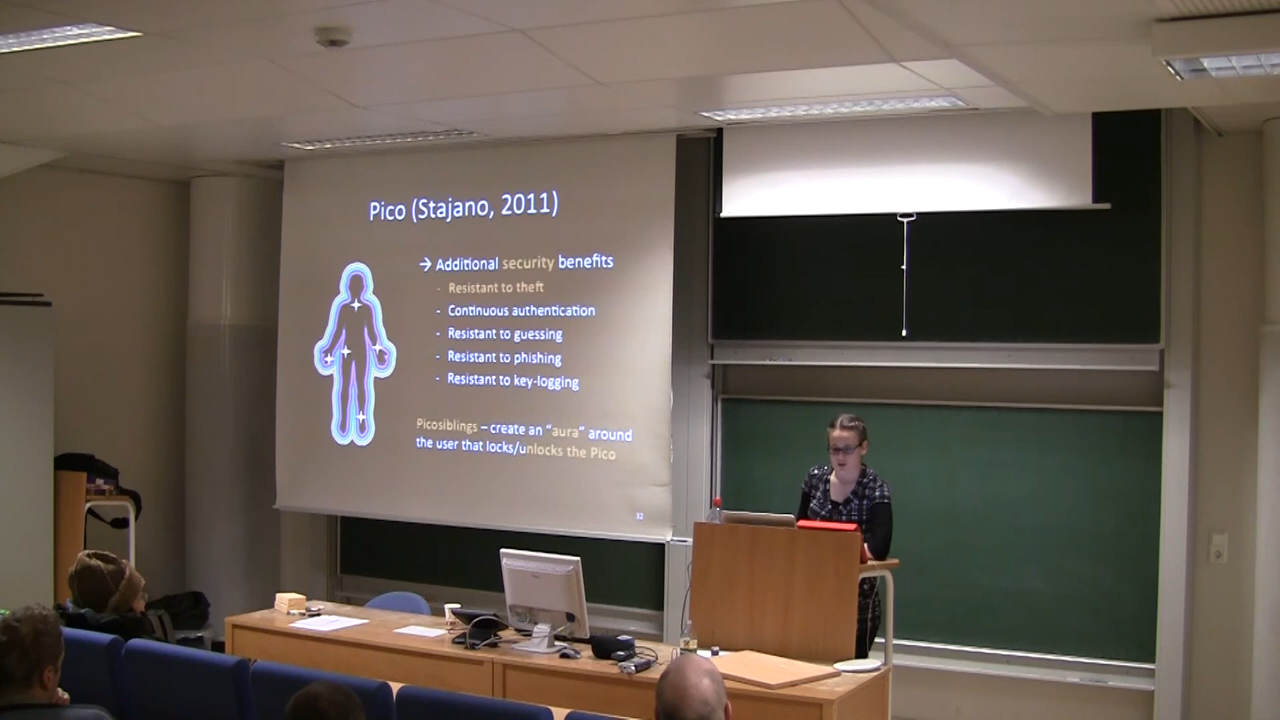 Pico (Stajano, 2011)
→ Additional security benefits
- Resistant to theft
- Continuous authentication
- Resistant to guessing
- Resistant to phishing
- Resistant to key-logging
Picosiblings – create an “aura” around
the user that locks/unlocks the Pico
32